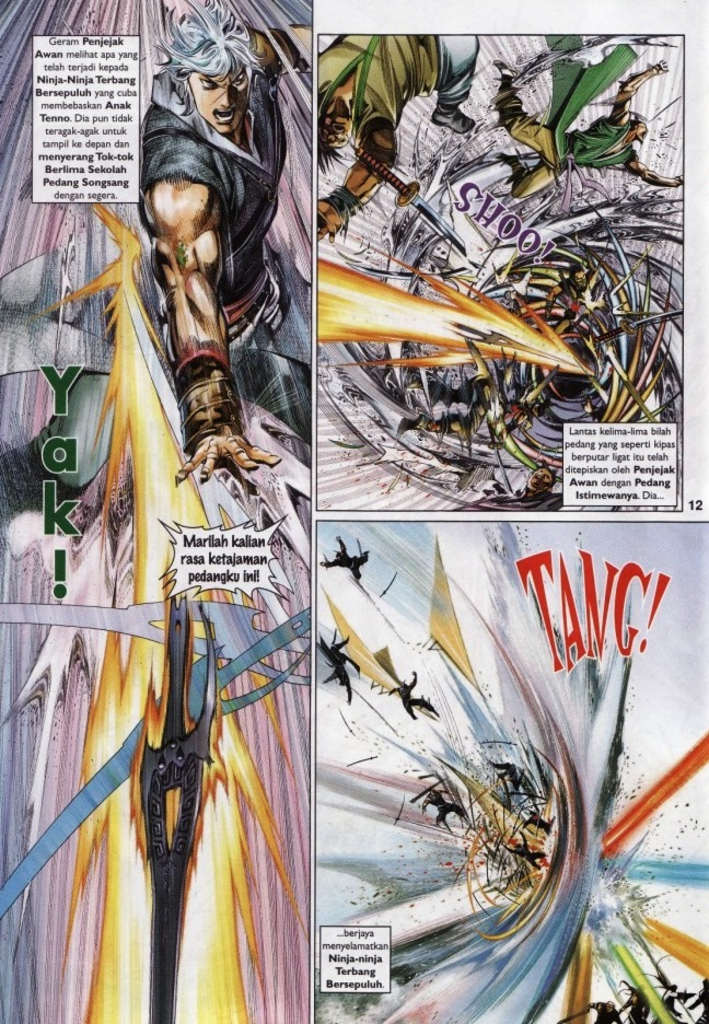 Geram Penjejak
Awan melihat apa yang
telah terjadi kepada
Ninja-Ninja Terbang
Bersepuluh yang cuba
membebaskan Anak
Tenno. Dia pun tidak
teragak-agak untuk
tampil ke depan dan
menyerang Tok-tok
Berlima Sekolah
Pedang Songsang
dengan segera.
Yak!
Marilah kalian
rasa ketajaman
pedangku ini!
SHOO!
Lantas kelima-lima bilah
pedang yang seperti kipas
berputar ligat itu telah
ditepiskan oleh Penjejak
Awan dengan Pedang
Istimewanya. Dia...
12
TANG!
...berjaya
menyelamatkan
Ninja-ninja
Terbang
Bersepuluh.